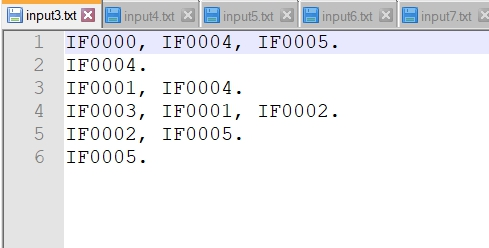 input3.txt input4.txt input5.txt input6.txt input7.txt
1 IF0000, IF0004, IF0005.
2 IF0004.
3 IF0001, IF0004.
4 IF0003, IF0001, IF0002.
5 IF0002, IF0005.
6 IF0005.